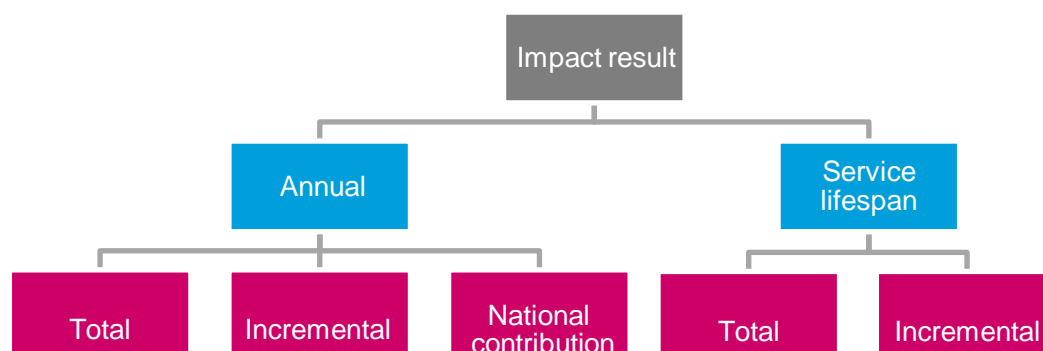 Impact result
Annual
Service
lifespan
Total
Incremental
National
contribution
Total
Incremental